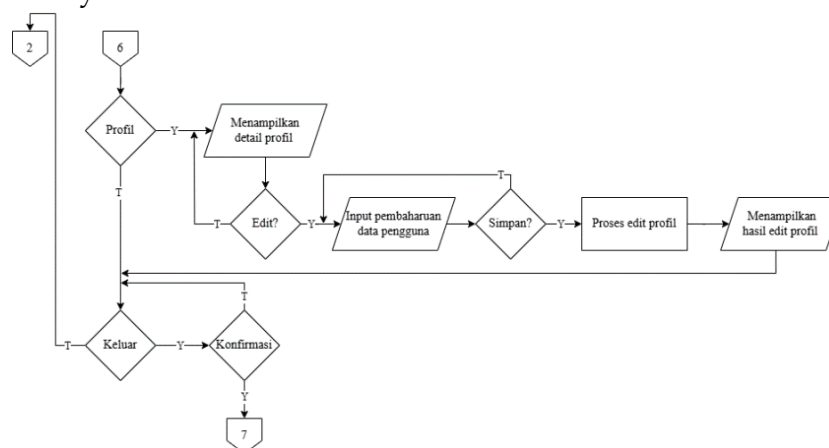 2
6
Profil
Y
Menampilkan
detail profil
T
T
Edit?
Y
Input pembaharuan
data pengguna
T
Simpan?
Y
Proses edit profil
Menampilkan
hasil edit profil
T
Keluar
T
Y
Konfirmasi
Y
7